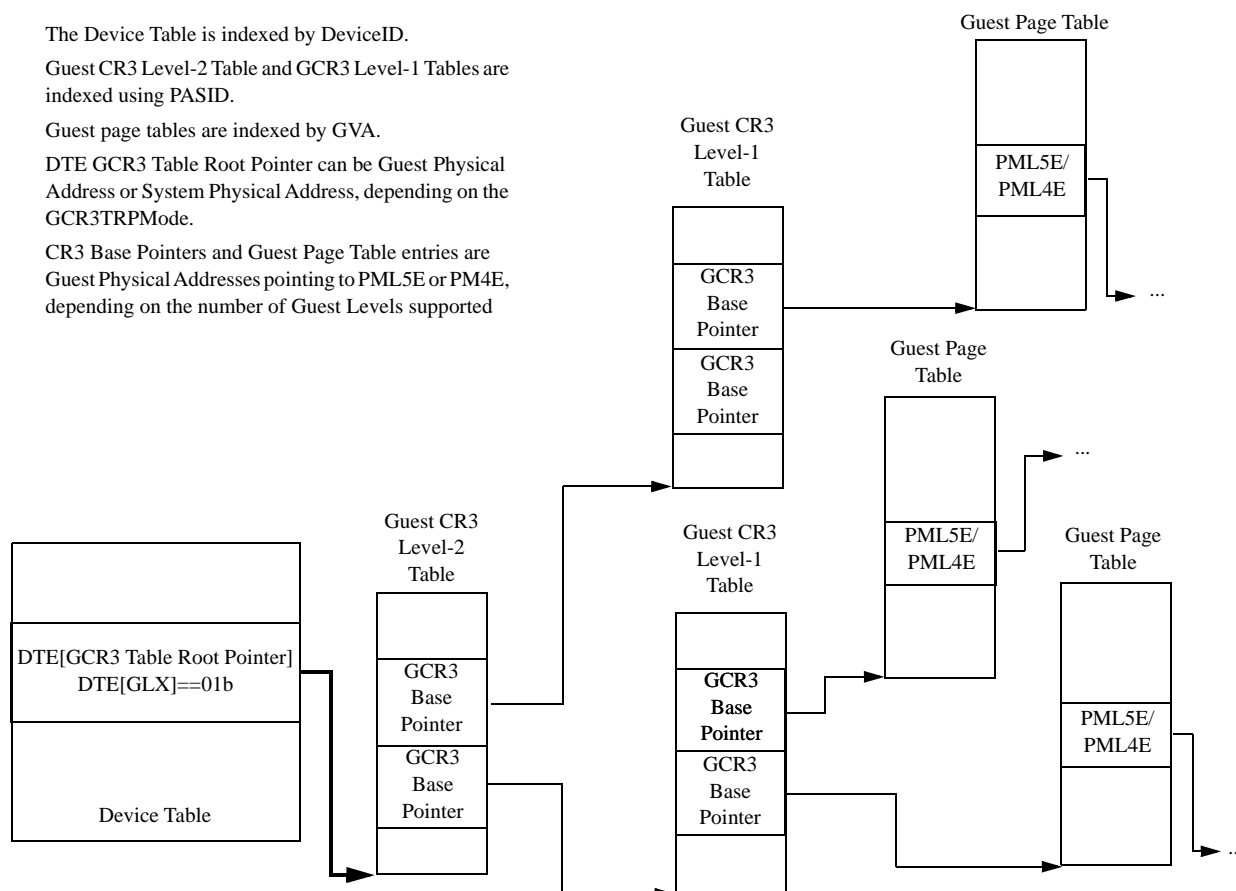 The Device Table is indexed by DeviceID.
Guest CR3 Level-2 Table and GCR3 Level-1 Tables are
indexed using PASID.
Guest page tables are indexed by GVA.
DTE GCR3 Table Root Pointer can be Guest Physical
Address or System Physical Address, depending on the
GCR3TRPMode.
CR3 Base Pointers and Guest Page Table entries are
Guest Physical Addresses pointing to PML5E or PM4E,
depending on the number of Guest Levels supported
Guest Page Table
PML5E/
PML4E
...
Guest CR3
Level-1
Table
GCR3
Base
Pointer
GCR3
Base
Pointer
Guest Page
Table
PML5E/
PML4E
...
Guest Page
Table
PML5E/
PML4E
...
Guest CR3
Level-1
Table
GCR3
Base
Pointer
GCR3
Base
Pointer
Guest CR3
Level-2
Table
GCR3
Base
Pointer
GCR3
Base
Pointer
DTE[GCR3 Table Root Pointer]
DTE[GLX]==01b
Device Table